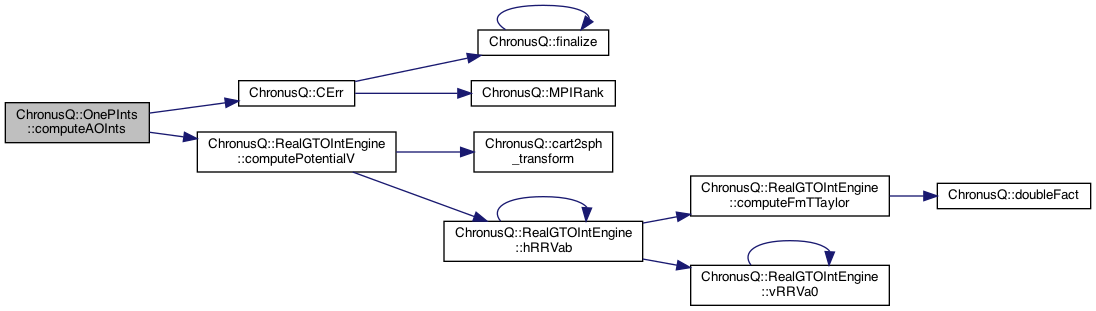 ChronusQ::OnePInts
::computeAOInts
ChronusQ::CErr
ChronusQ::finalize
ChronusQ::MPIRank
ChronusQ::RealGTOIntEngine
::computePotentialV
ChronusQ::cart2sph
_transform
ChronusQ::RealGTOIntEngine
::hRRVab
ChronusQ::RealGTOIntEngine
::computeFmTTaylor
ChronusQ::doubleFact
ChronusQ::RealGTOIntEngine
::vRRVa0